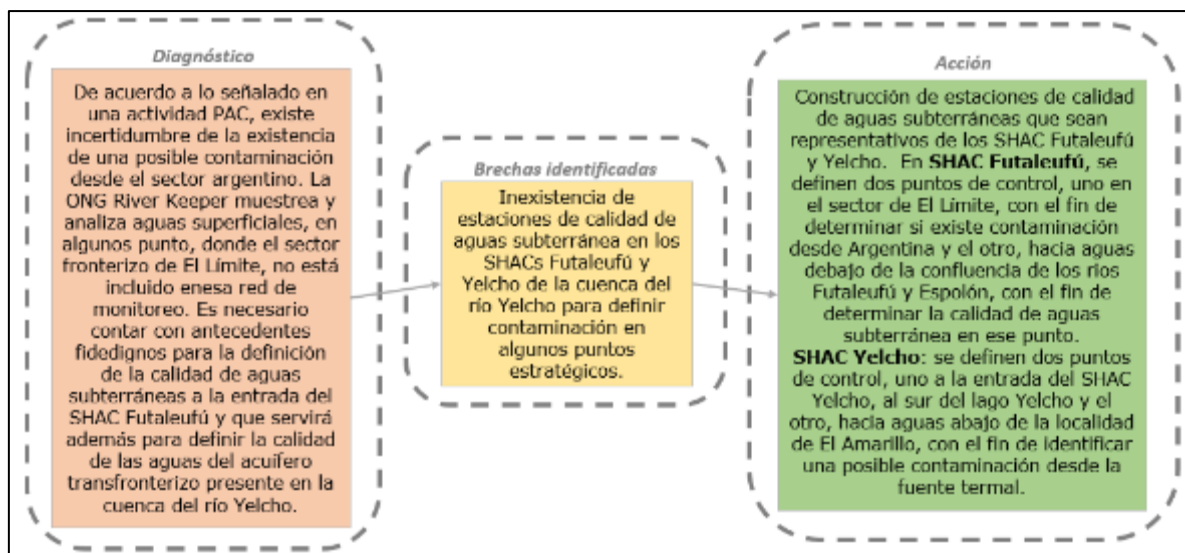 Diagnóstico
De acuerdo a lo señalado en
una actividad PAC, existe
incertidumbre de la existencia
de una posible contaminación
desde el sector argentino. La
ONG River Keeper muestrea y
analiza aguas superficiales, en
algunos punto, donde el sector
fronterizo de El Límite, no está
incluido enesa red de
monitoreo. Es necesario
contar con antecedentes
fidedignos para la definición
de la calidad de aguas
subterráneas a la entrada del
SHAC Futaleufú y que servirá
además para definir la calidad
de las aguas del acuífero
transfronterizo presente en la
cuenca del río Yelcho.
Brechas identificadas
Inexistencia de
estaciones de calidad de
aguas subterránea en los
SHACs Futaleufú y
Yelcho de la cuenca del
río Yelcho para definir
contaminación en
algunos puntos
estratégicos.
Acción
Construcción de estaciones de calidad
de aguas subterráneas que sean
representativos de los SHAC Futaleufú
y Yelcho. En SHAC Futaleufú, se
definen dos puntos de control, uno en
el sector de El Límite, con el fin de
determinar si existe contaminación
desde Argentina y el otro, hacia aguas
debajo de la confluencia de los rios
Futaleufú y Espolón, con el fin de
determinar la calidad de aguas
subterránea en ese punto.
SHAC Yelcho: se definen dos puntos
de control, uno a la entrada del SHAC
Yelcho, al sur del lago Yelcho y el
otro, hacia aguas abajo de la localidad
de El Amarillo, con el fin de identificar
una posible contaminación desde la
fuente termal.